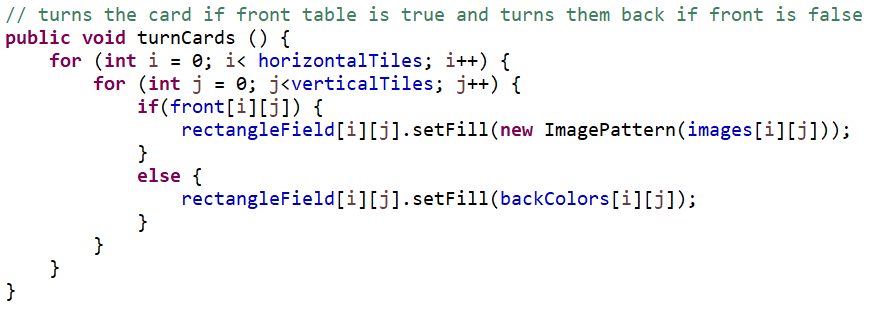 // turns the card if front table is true and turns them back if front is false
public void turnCards () {
    for (int i = 0; i< horizontalTiles; i++) {
        for (int j = 0; j<verticalTiles; j++) {
            if(front[i][j]) {
                rectangleField[i][j].setFill(new ImagePattern(images[i][j]));
            }
            else {
                rectangleField[i][j].setFill(backColors[i][j]);
            }
        }
    }
}